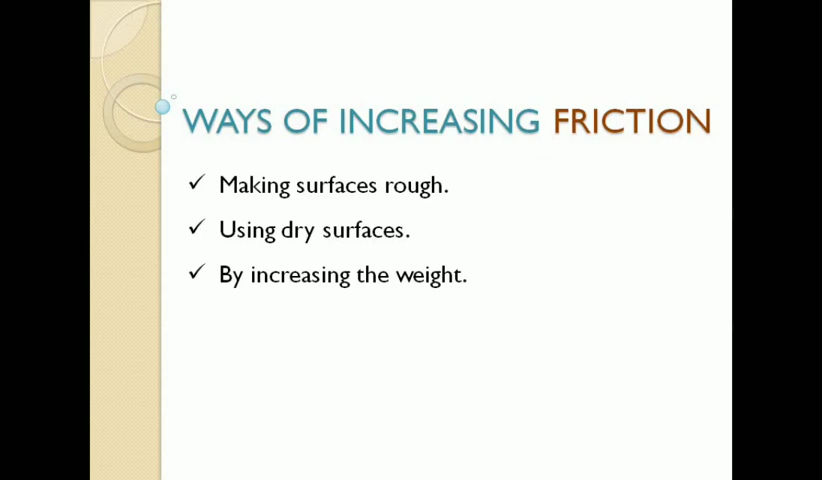 WAYS OF INCREASING FRICTION
✓ Making surfaces rough.
✓ Using dry surfaces.
✓ By increasing the weight.